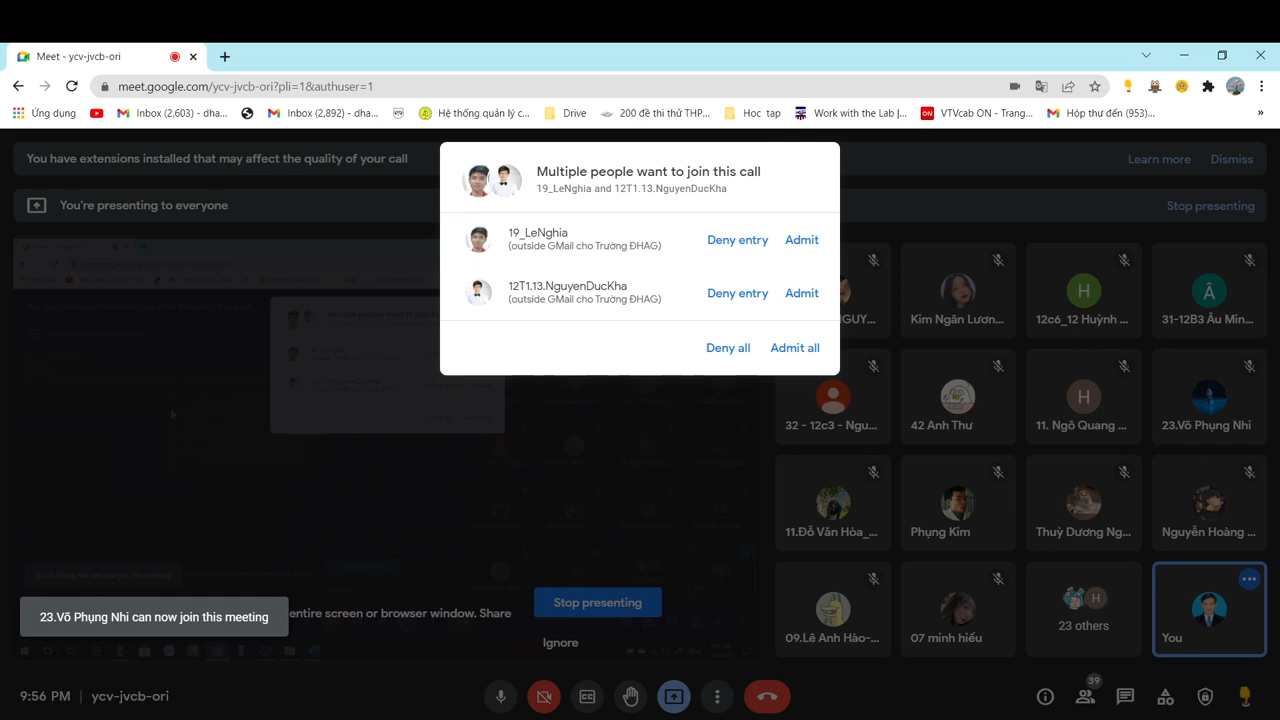 Meet - ycv-jvcb-ori
meet.google.com/ycv-jvcb-ori?pli=1&authuser=1
Ứng dụng
Inbox (2,603) - dha...
Inbox (2,892) - dha...
Hệ thống quản lý c...
Drive
200 đề thi thử THP...
Hoc tap
Work with the Lab |...
VTVcab ON - Trang...
Hộp thư đến (953)...
»
You have extensions installed that may affect the quality of your call
Learn more
Dismiss
You're presenting to everyone
Stop presenting
Multiple people want to join this call
19_LeNghia and 12T1.13.NguyenDucKha
19_LeNghia
(outside GMail cho Trường ĐHAG)
Deny entry
Admit
12T1.13.NguyenDucKha
(outside GMail cho Trường ĐHAG)
Deny entry
Admit
Deny all
Admit all
GUY...
Kim Ngân Lươn...
H
12c6_12 Huỳnh ...
Â
31-12B3 Âu Min...
32 - 12c3 - Ngu...
42 Anh Thư
H
11. Ngô Quang ...
23.Võ Phụng Nhi
11.Đỗ Văn Hòa_...
Phụng Kim
Thuỳ Dương Ng...
Nguyễn Hoàng ...
09.Lê Anh Hào-...
07 minh hiếu
H
23 others
You
23.Võ Phụng Nhi can now join this meeting
entire screen or browser window. Share
Stop presenting
Ignore
9:56 PM | ycv-jvcb-ori
39